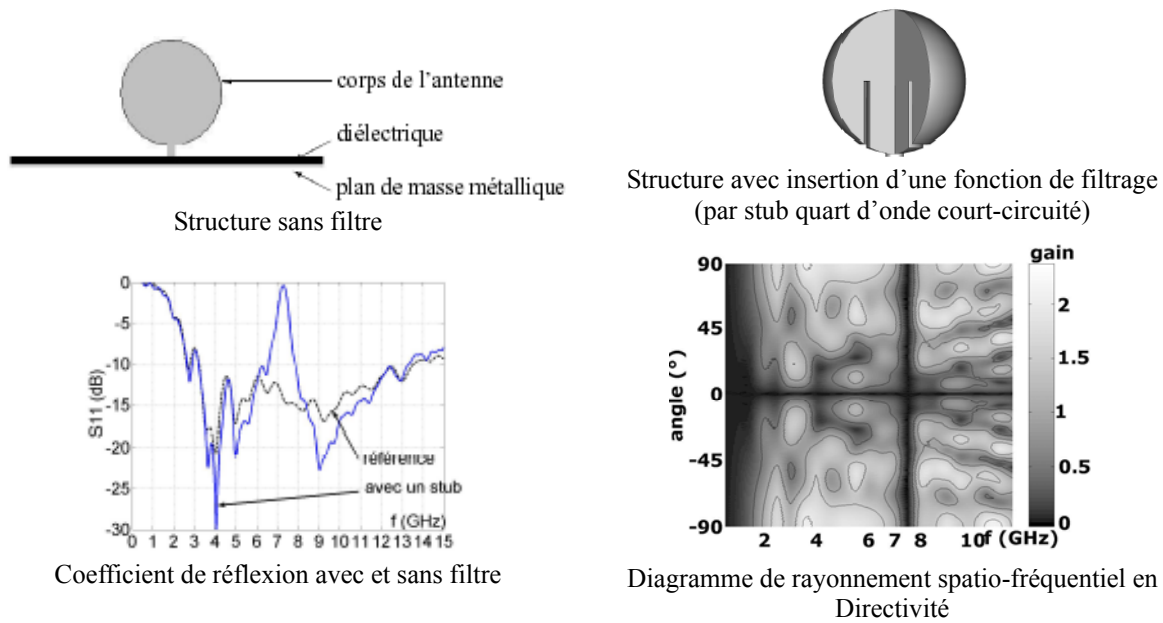 corps de l'antenne
diélectrique
plan de masse métallique
Structure sans filtre
Structure avec insertion d'une fonction de filtrage
(par stub quart d'onde court-circuité)
0
-5
-10
-15
-20
-25
-30
S11 (dB)
référence
avec un stub
f (GHz)
0 1 2 3 4 5 6 7 8 9 10 11 12 13 14 15
Coefficient de réflexion avec et sans filtre
gain
90
45
0
-45
-90
angle (°)
2
1.5
1
0.5
0
2 4 6 7 8 10 f (GHz)
Diagramme de rayonnement spatio-fréquentiel en
Directivité